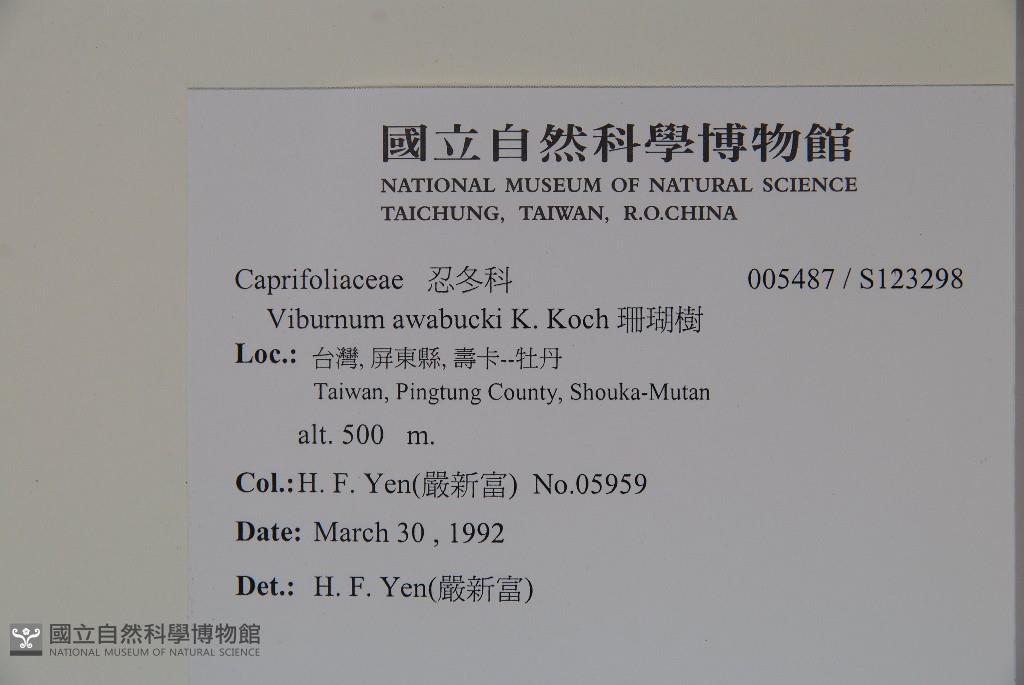 國立自然科學博物館
NATIONAL MUSEUM OF NATURAL SCIENCE
TAICHUNG, TAIWAN, R.O.CHINA
Caprifoliaceae 忍冬科 005487 / S123298
Viburnum awabucki K. Koch 珊瑚樹
Loc.: 台灣, 屏東縣, 壽卡--牡丹
Taiwan, Pingtung County, Shouka-Mutan
alt. 500 m.
Col.:H. F. Yen(嚴新富) No.05959
Date: March 30 , 1992
Det.: H. F. Yen(嚴新富)
國立自然科學博物館
NATIONAL MUSEUM OF NATURAL SCIENCE